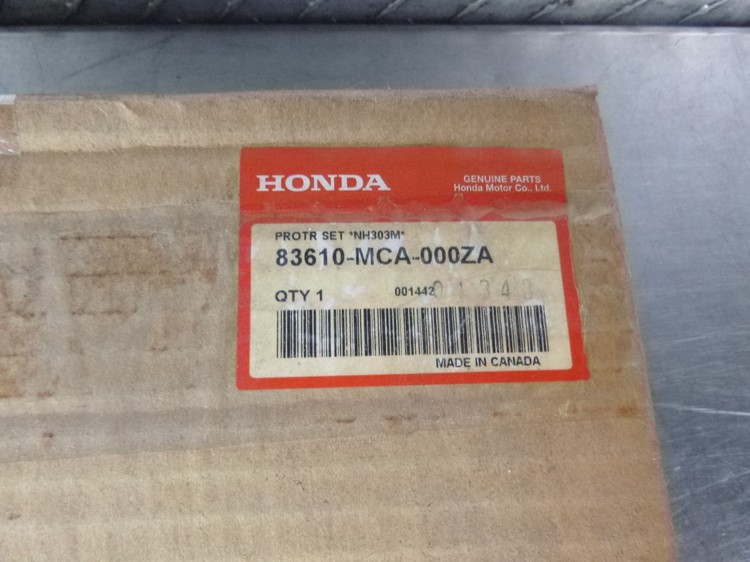 HONDA
GENUINE PARTS
Honda Motor Co., Ltd.
PROTR SET *NH303M*
83610-MCA-000ZA
QTY 1 001442 01343
MADE IN CANADA